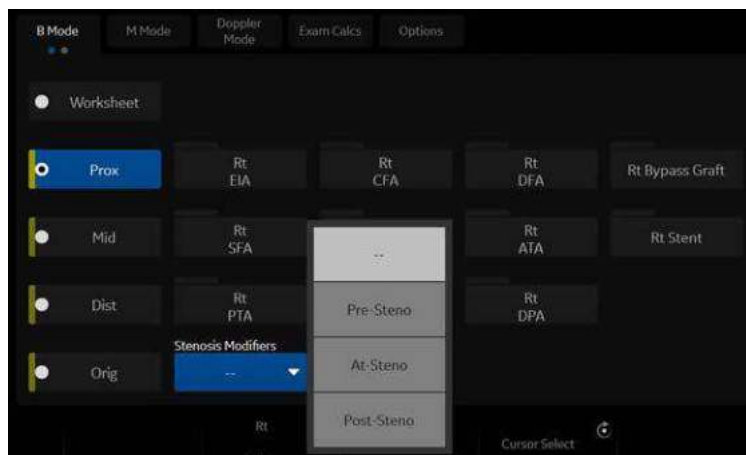 B Mode
M Mode
Doppler
Mode
Exam Calcs
Options
Worksheet
Prox
Rt
EIA
Rt
CFA
Rt
DFA
Rt Bypass Graft
Mid
Rt
SFA
--
Rt
ATA
Rt Stent
Dist
Rt
PTA
Pre-Steno
Rt
DPA
Stenosis Modifiers
Orig
--
At-Steno
Post-Steno
Rt
Cursor Select